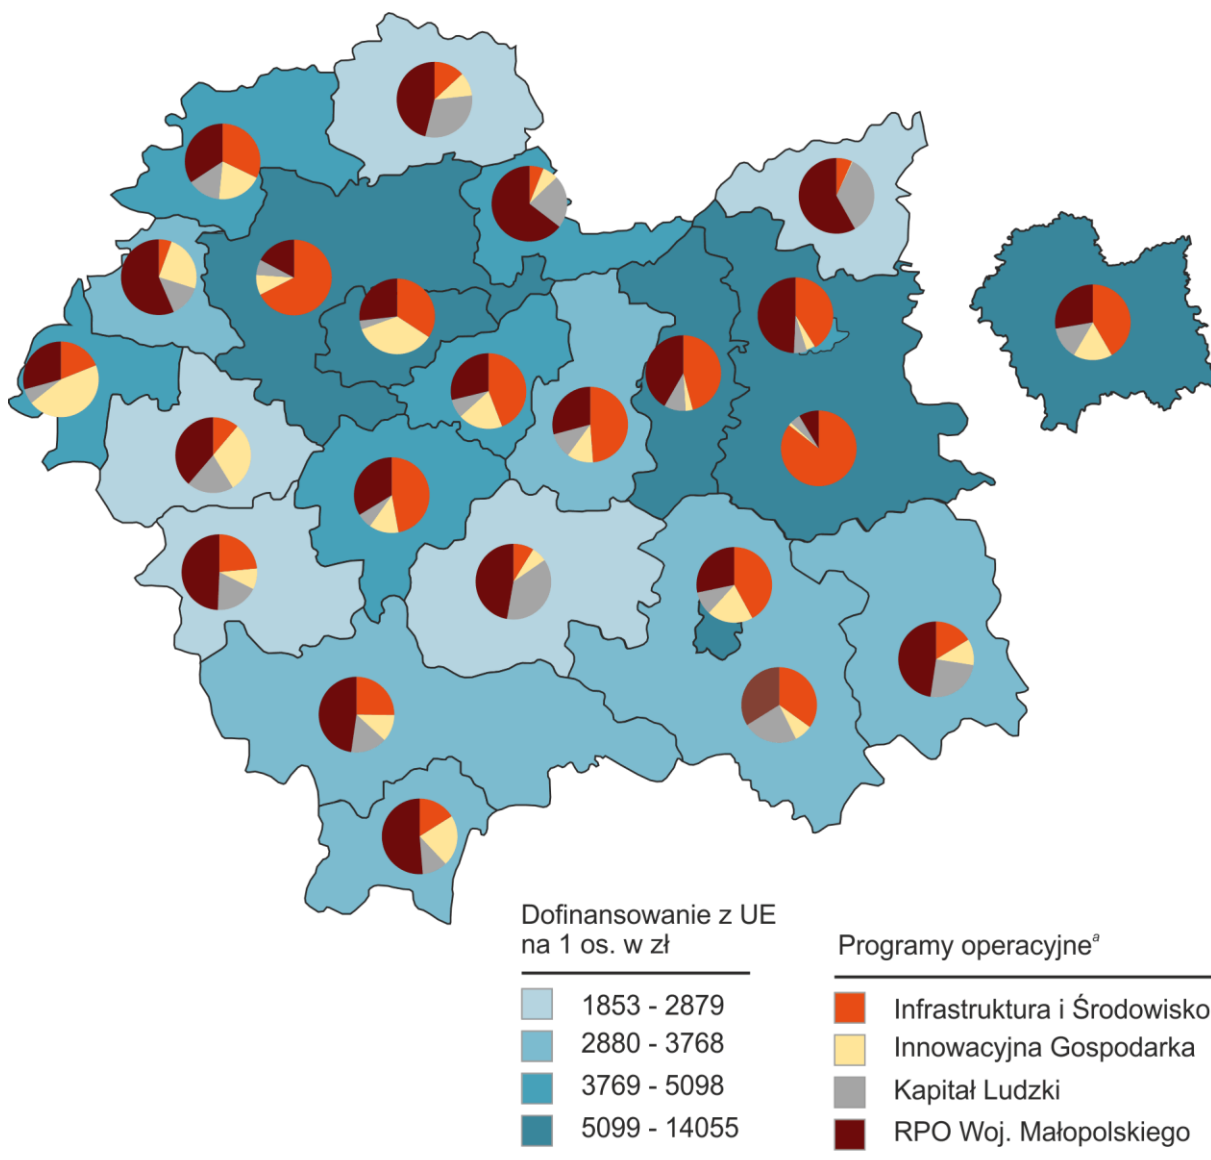 Dofinansowanie z UE
na 1 os. w zł
1853 - 2879
2880 - 3768
3769 - 5098
5099 - 14055
Programy operacyjneᵃ
Infrastruktura i Środowisko
Innowacyjna Gospodarka
Kapitał Ludzki
RPO Woj. Małopolskiego